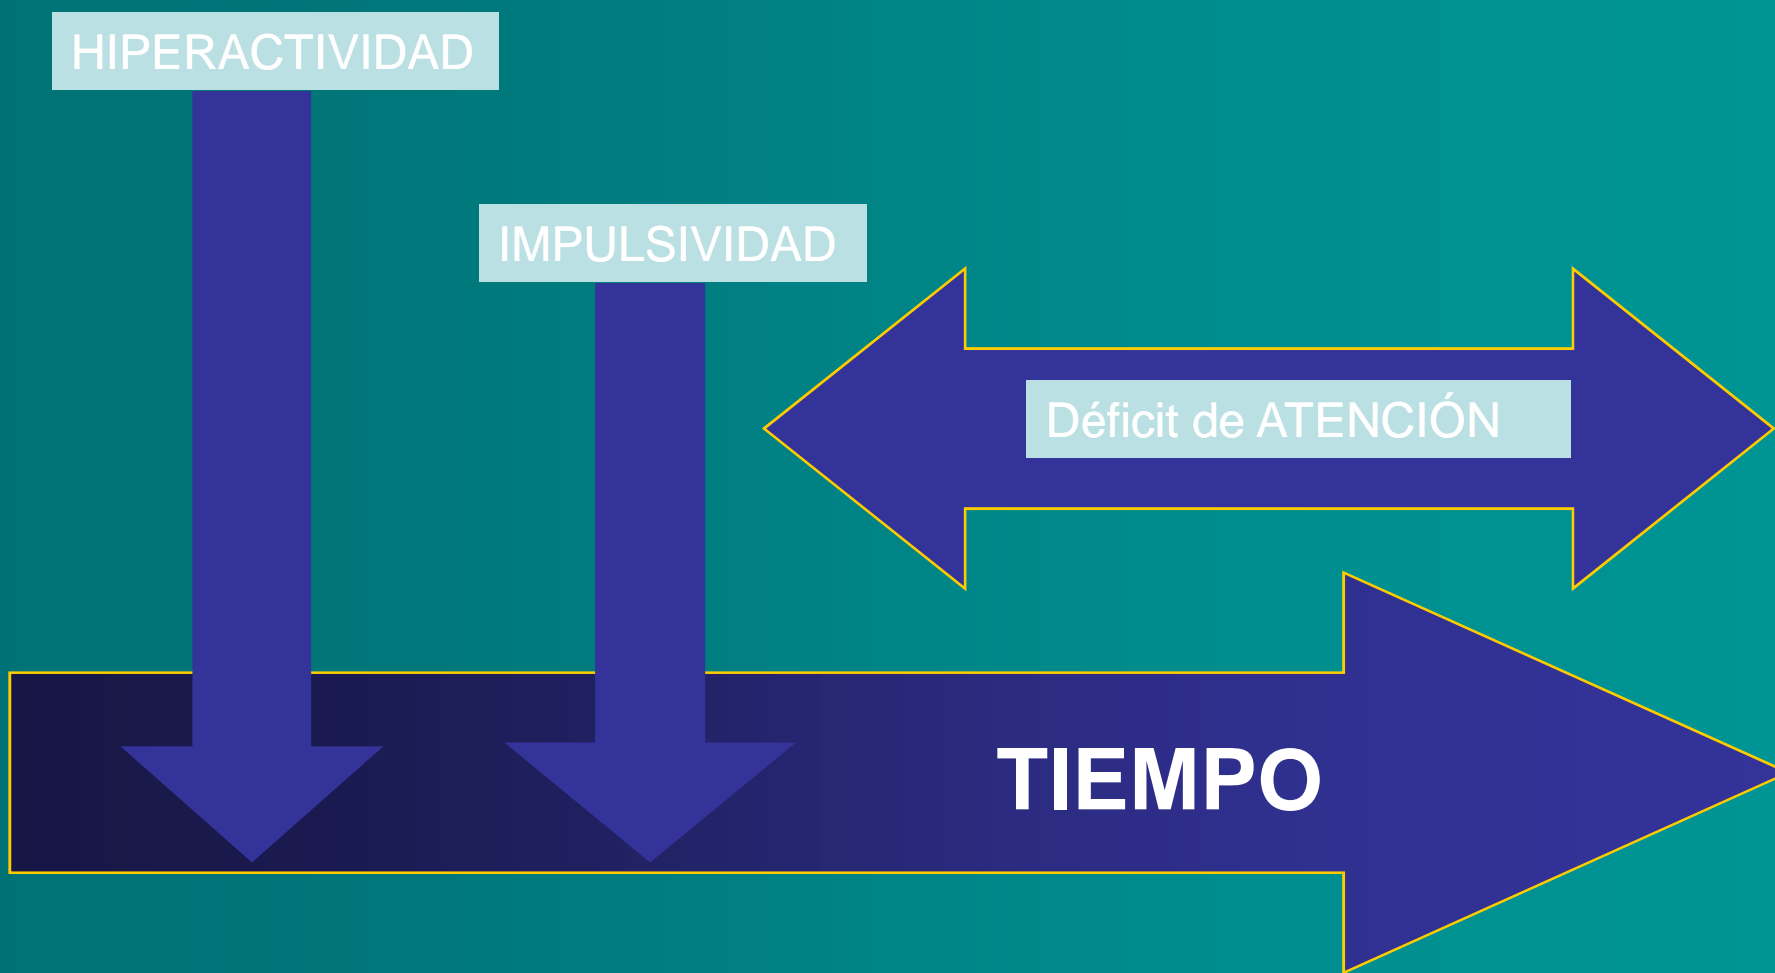 HIPERACTIVIDAD
IMPULSIVIDAD
Déficit de ATENCIÓN
TIEMPO